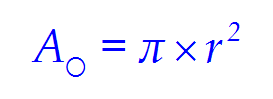 A○ = π × r²